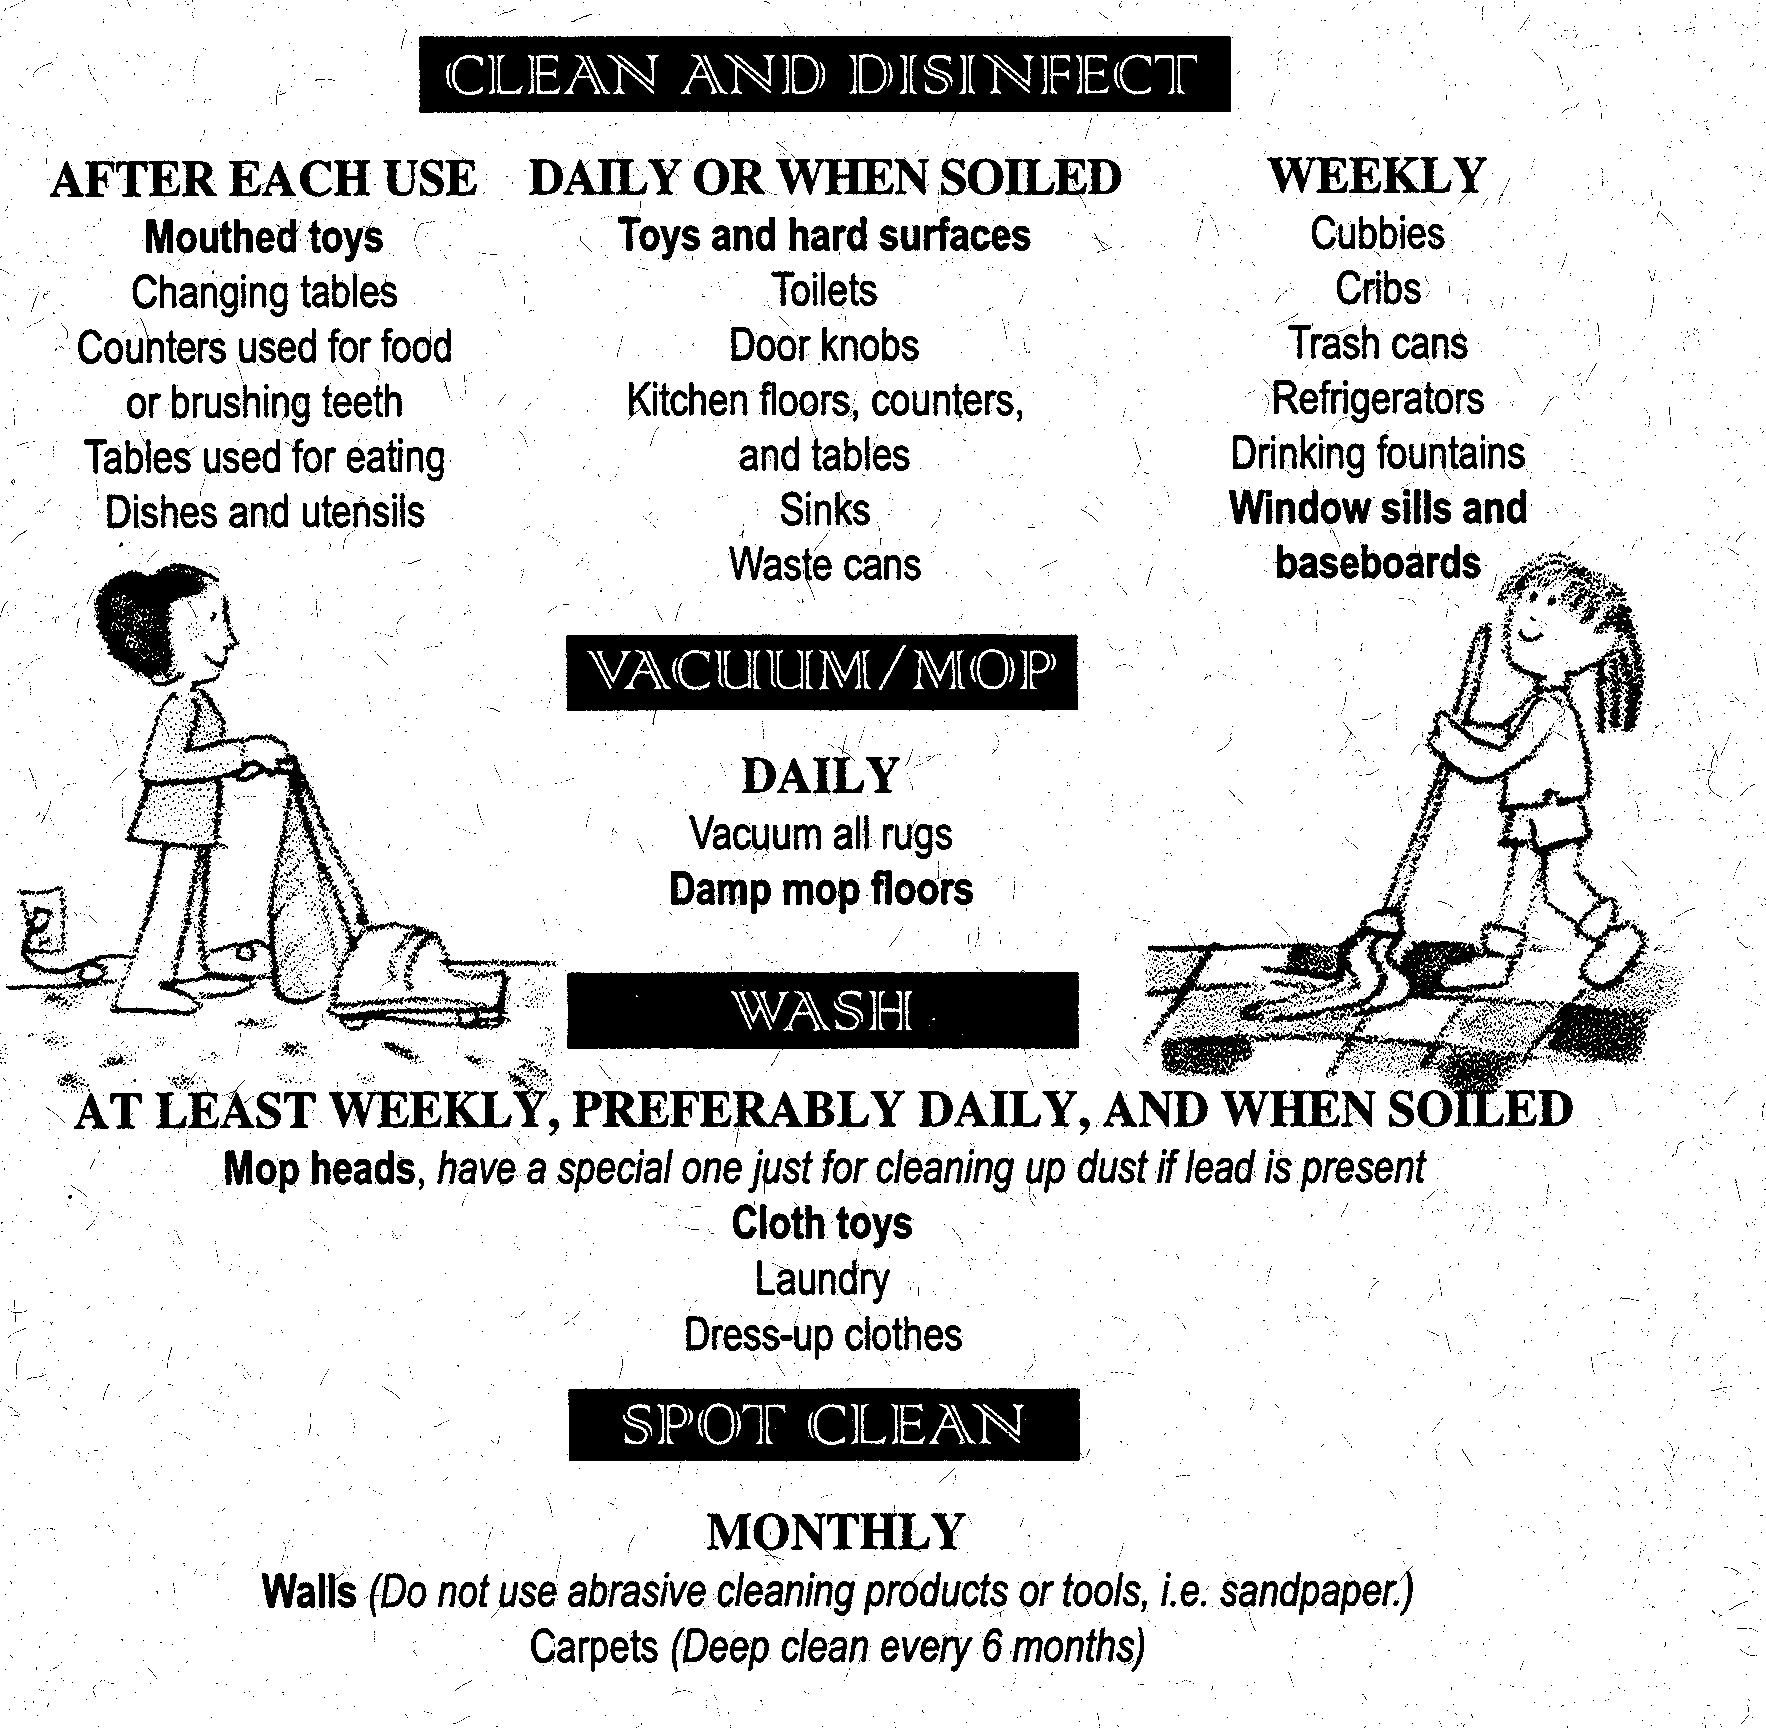 CLEAN AND DISINFECT
AFTER EACH USE
Mouthed toys
Changing tables
Counters used for food
or brushing teeth
Tables used for eating
Dishes and utensils
DAILY OR WHEN SOILED
Toys and hard surfaces
Toilets
Door knobs
Kitchen floors, counters,
and tables
Sinks
Waste cans
WEEKLY
Cubbies
Cribs
Trash cans
Refrigerators
Drinking fountains
Window sills and
baseboards
VACUUM/MOP
DAILY
Vacuum all rugs
Damp mop floors
WASH
AT LEAST WEEKLY, PREFERABLY DAILY, AND WHEN SOILED
Mop heads, have a special one just for cleaning up dust if lead is present
Cloth toys
Laundry
Dress-up clothes
SPOT CLEAN
MONTHLY
Walls (Do not use abrasive cleaning products or tools, i.e. sandpaper.)
Carpets (Deep clean every 6 months)